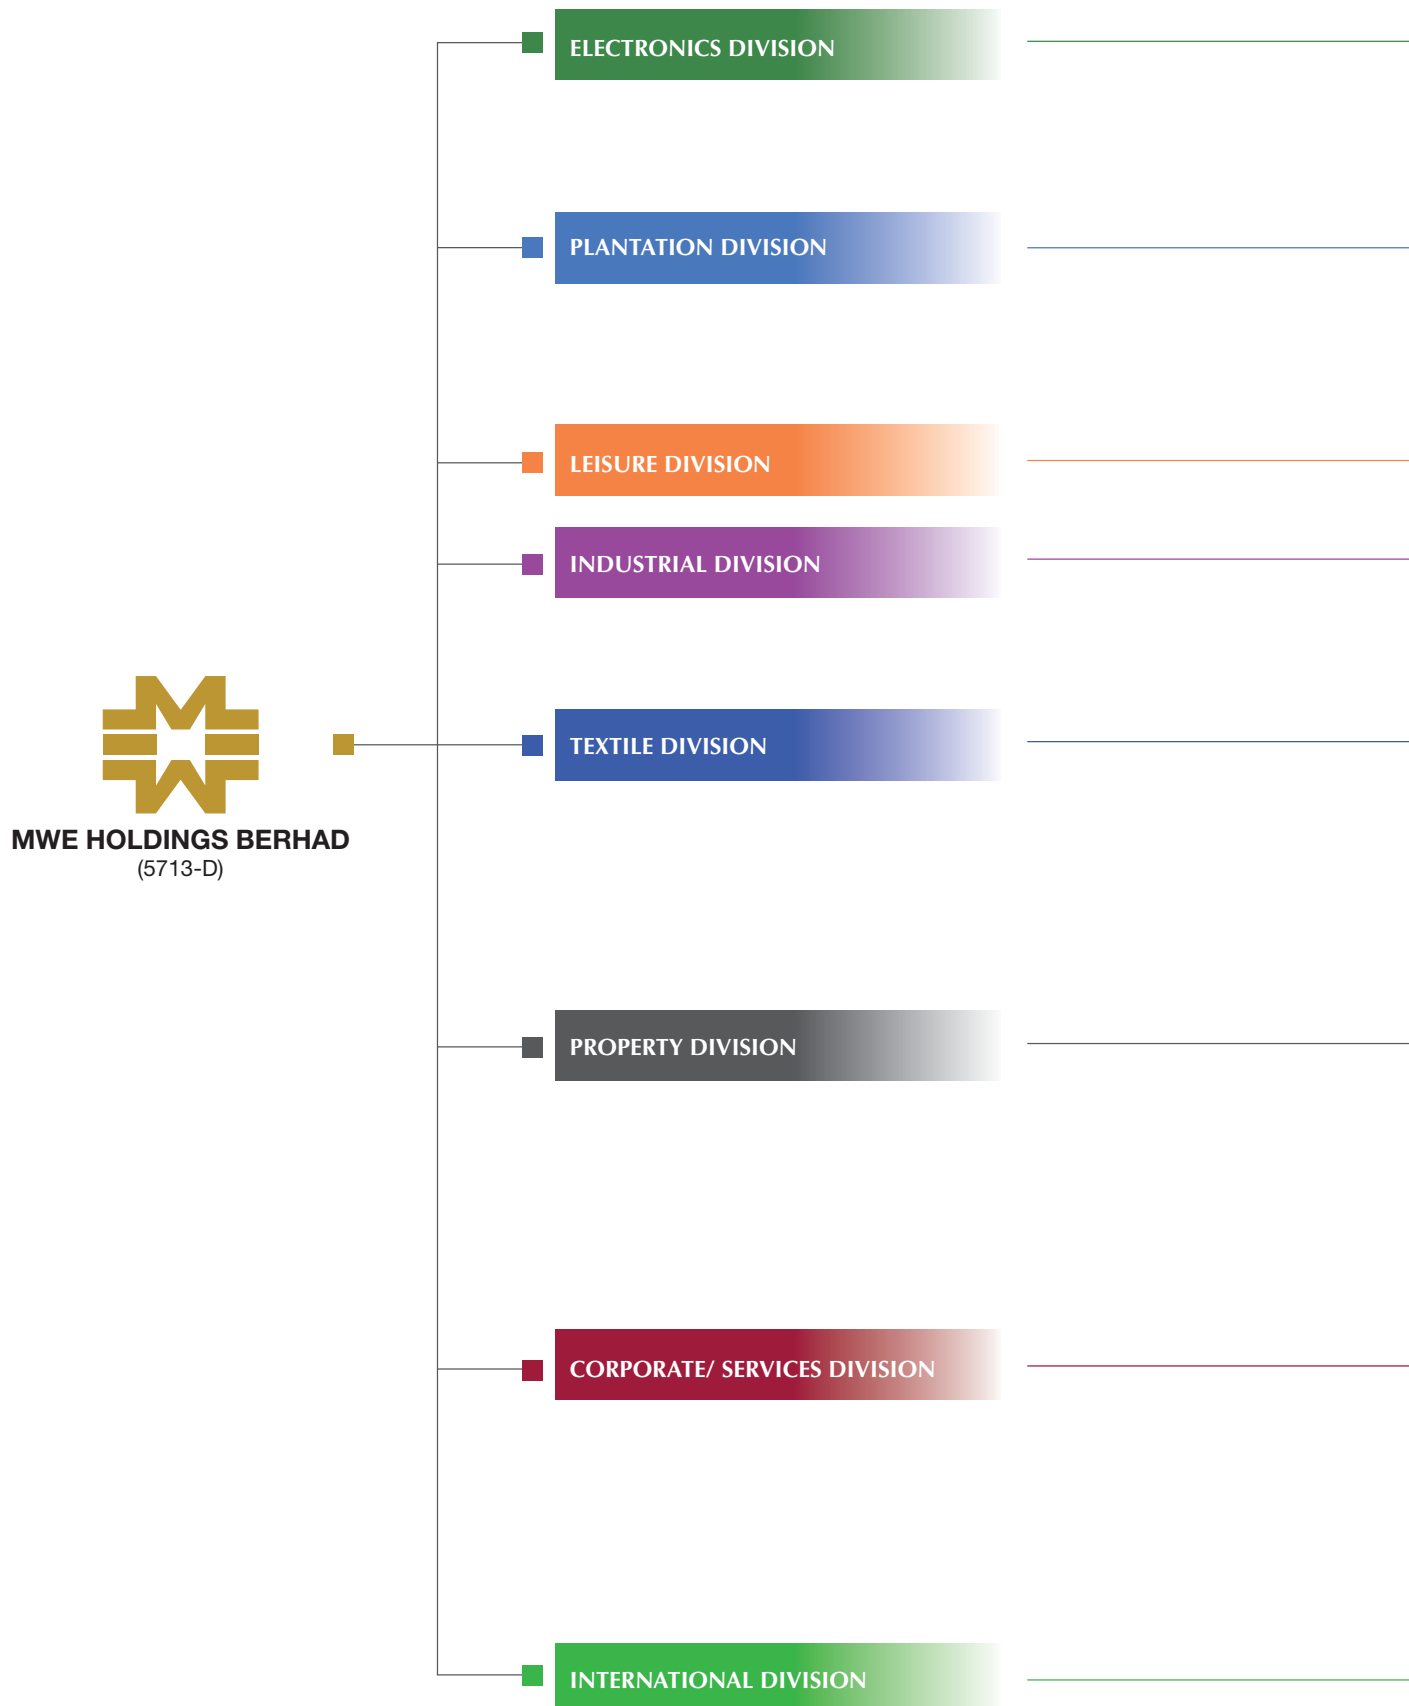 ELECTRONICS DIVISION
PLANTATION DIVISION
LEISURE DIVISION
INDUSTRIAL DIVISION
TEXTILE DIVISION
MWE HOLDINGS BERHAD
(5713-D)
PROPERTY DIVISION
CORPORATE/ SERVICES DIVISION
INTERNATIONAL DIVISION